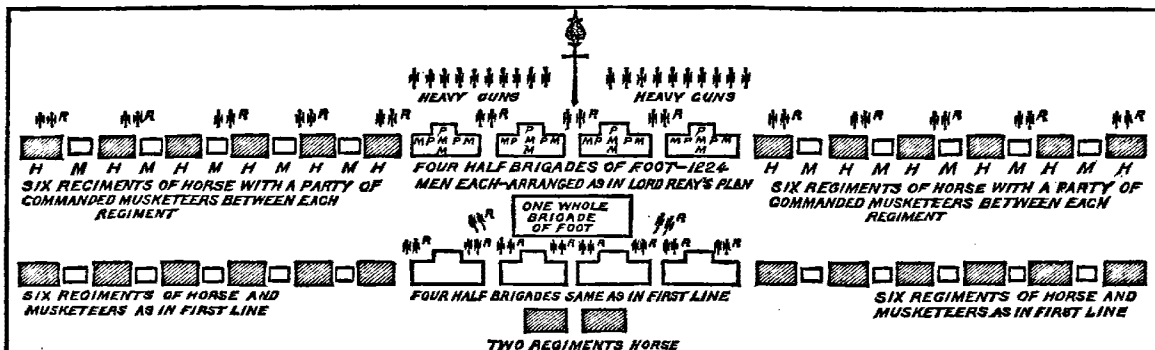 HEAVY GUNS HEAVY GUNS
R R R R R R R R R R R R R
P P P P
MPMPM MPMPM MPMPM MPMPM
M M M M
H M H M H M H M H M H
H M H M H M H M H M H
FOUR HALF BRIGADES OF FOOT—1224
MEN EACH—ARRANGED AS IN LORD REAY'S PLAN
SIX REGIMENTS OF HORSE WITH A PARTY OF
COMMANDED MUSKETEERS BETWEEN EACH
REGIMENT
SIX REGIMENTS OF HORSE WITH A PARTY OF
COMMANDED MUSKETEERS BETWEEN EACH
REGIMENT
ONE WHOLE
BRIGADE
OF FOOT
R R
R R R R R R
SIX REGIMENTS OF HORSE AND
MUSKETEERS AS IN FIRST LINE
FOUR HALF BRIGADES SAME AS IN FIRST LINE
SIX REGIMENTS OF HORSE AND
MUSKETEERS AS IN FIRST LINE
TWO REGIMENTS HORSE